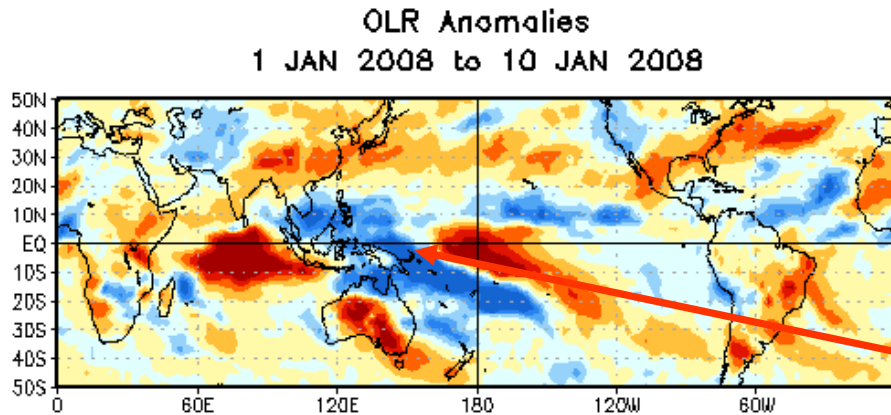 OLR Anomalies
1 JAN 2008 to 10 JAN 2008
50N
40N
30N
20N
10N
EQ
10S
20S
30S
40S
50S
0 60E 120E 180 120W 60W